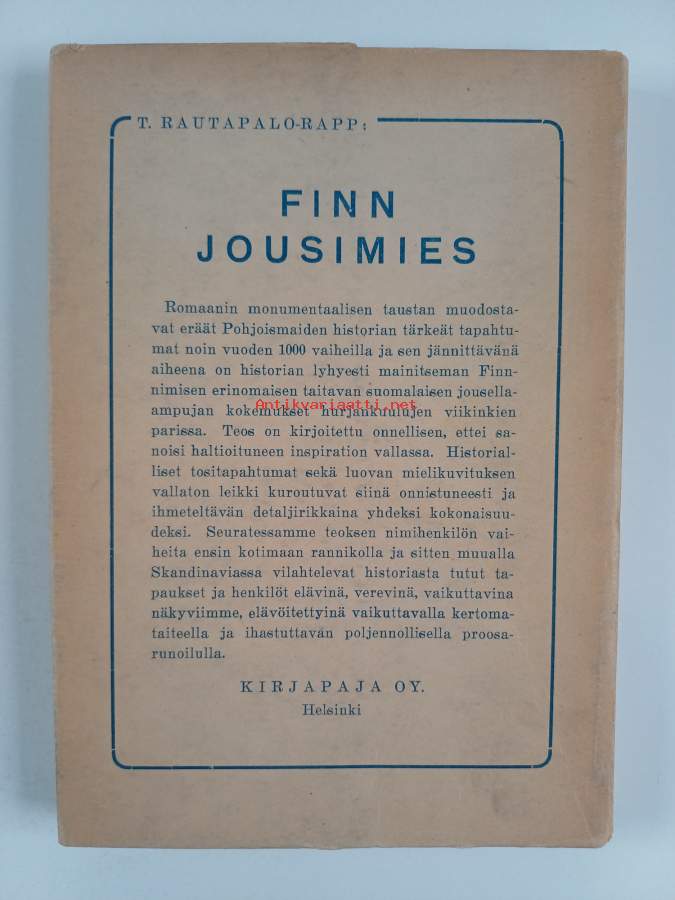 T. RAUTAPALO-RAPP:
FINN
JOUSIMIES
Romaanin monumentaalisen taustan muodosta-
vat eräät Pohjoismaiden historian tärkeät tapahtu-
mat noin vuoden 1000 vaiheilla ja sen jännittävänä
aiheena on historian lyhyesti mainitseman Finn-
nimisen erinomaisen taitavan suomalaisen jousella-
ampujan kokemukset hurjankuulujen viikinkien
Antikvariaatti.net
parissa. Teos on kirjoitettu onnellisen, ettei sa-
noisi haltioituneen inspiration vallassa. Historial-
liset tositapahtumat sekä luovan mielikuvituksen
vallaton leikki kuroutuvat siinä onnistuneesti ja
ihmeteltävän detaljirikkaina yhdeksi kokonaisuu-
deksi. Seuratessamme teoksen nimihenkilön vai-
heita ensin kotimaan rannikolla ja sitten muualla
Skandinaviassa vilahtelevat historiasta tutut ta-
paukset ja henkilöt elävinä, verevinä, vaikuttavina
näkyviimme, elävöitettyinä vaikuttavalla kertoma-
taiteella ja ihastuttavan poljennollisella proosa-
runoilulla.
KIRJAPAJA OY.
Helsinki